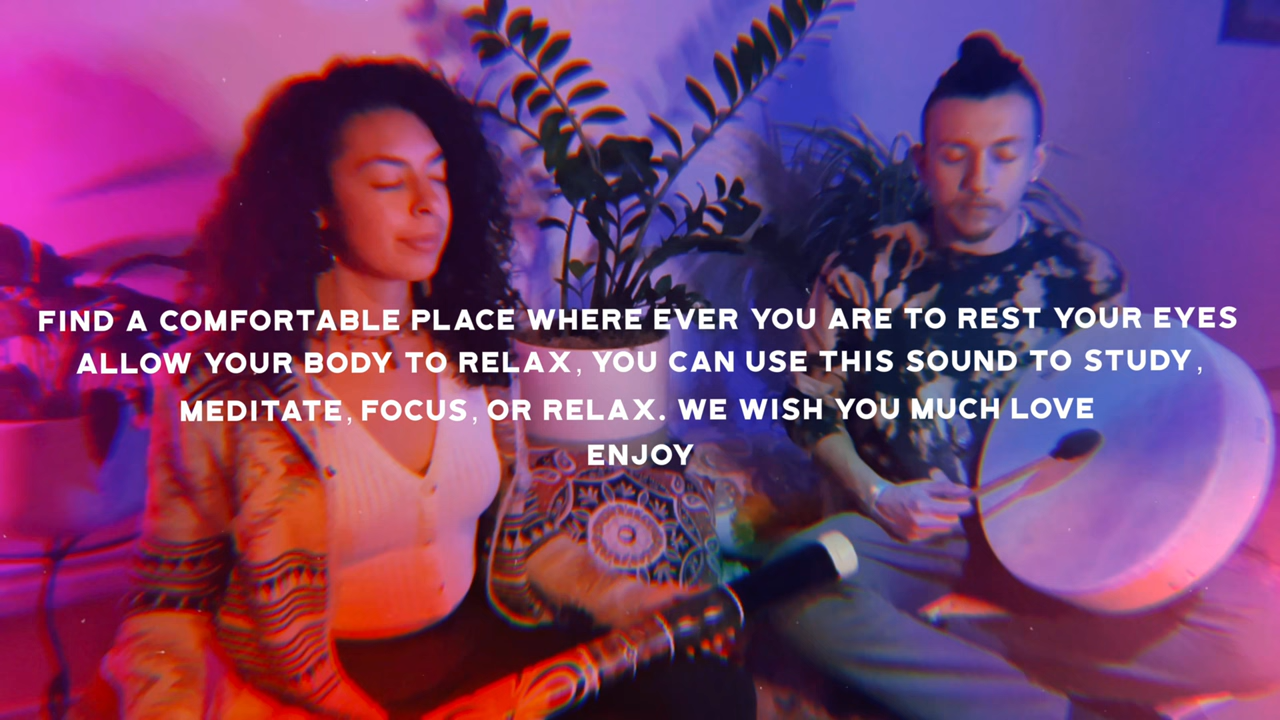 FIND A COMFORTABLE PLACE WHERE EVER YOU ARE TO REST YOUR EYES
ALLOW YOUR BODY TO RELAX, YOU CAN USE THIS SOUND TO STUDY,
MEDITATE, FOCUS, OR RELAX. WE WISH YOU MUCH LOVE
ENJOY